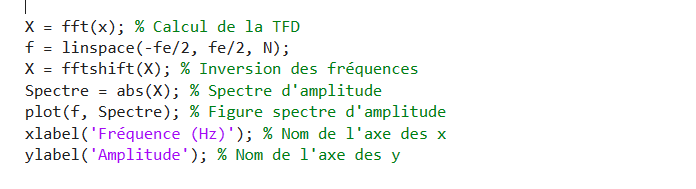 X = fft(x); % Calcul de la TFD
f = linspace(-fe/2, fe/2, N);
X = fftshift(X); % Inversion des fréquences
Spectre = abs(X); % Spectre d'amplitude
plot(f, Spectre); % Figure spectre d'amplitude
xlabel('Fréquence (Hz)'); % Nom de l'axe des x
ylabel('Amplitude'); % Nom de l'axe des y